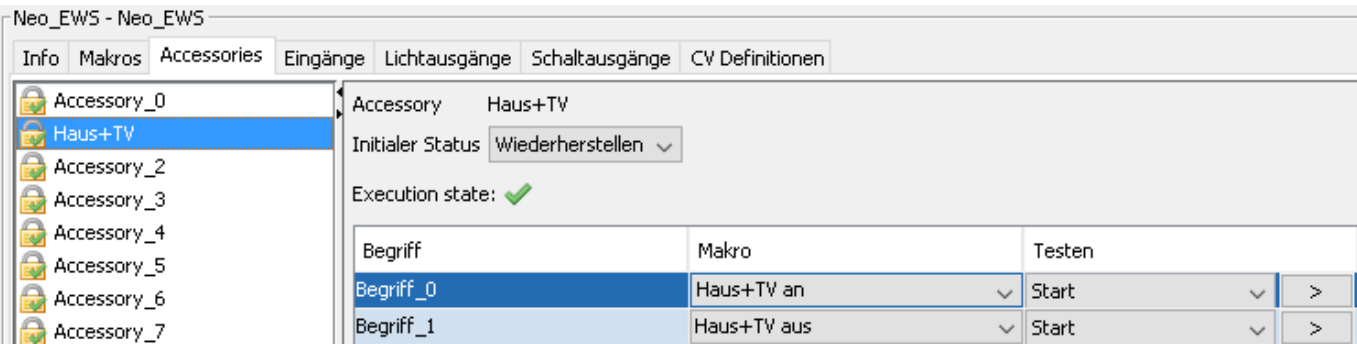 Neo_EWS - Neo_EWS
Info Makros Accessories Eingänge Lichtausgänge Schaltausgänge CV Definitionen
Accessory_0
Haus+TV
Accessory_2
Accessory_3
Accessory_4
Accessory_5
Accessory_6
Accessory_7
Accessory Haus+TV
Initialer Status Wiederherstellen
Execution state:
Begriff Makro Testen
Begriff_0 Haus+TV an Start >
Begriff_1 Haus+TV aus Start >